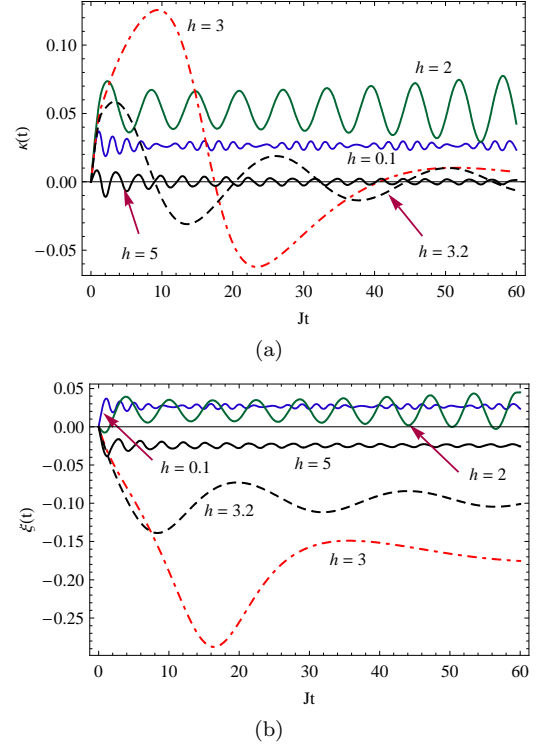 0.10
0.05
0.00
−0.05
κ(t)
h = 3
h = 2
h = 0.1
h = 5
h = 3.2
0 10 20 30 40 50 60
Jt
(a)
0.05
0.00
−0.05
−0.10
−0.15
−0.20
−0.25
ξ(t)
h = 0.1
h = 5
h = 2
h = 3.2
h = 3
0 10 20 30 40 50 60
Jt
(b)